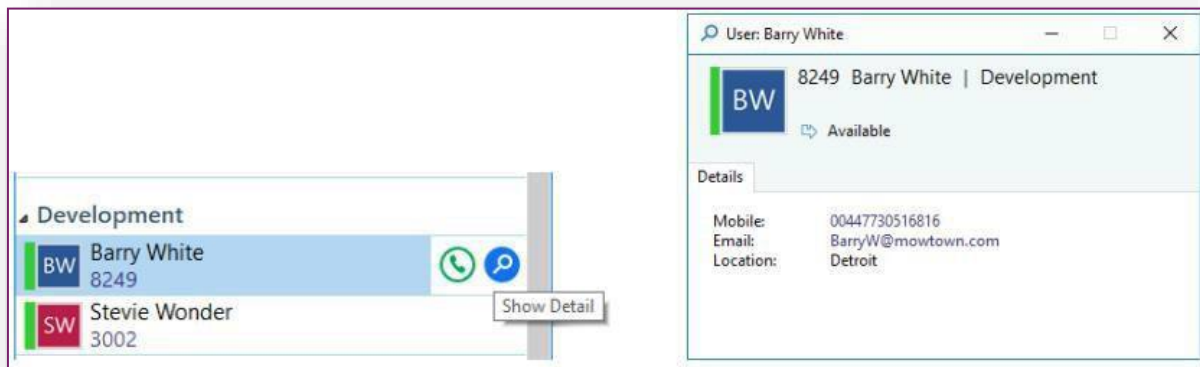 Development
BW
Barry White
8249
Show Detail
SW
Stevie Wonder
3002
User: Barry White
BW
8249 Barry White | Development
Available
Details
Mobile: 00447730516816
Email: BarryW@mowtown.com
Location: Detroit